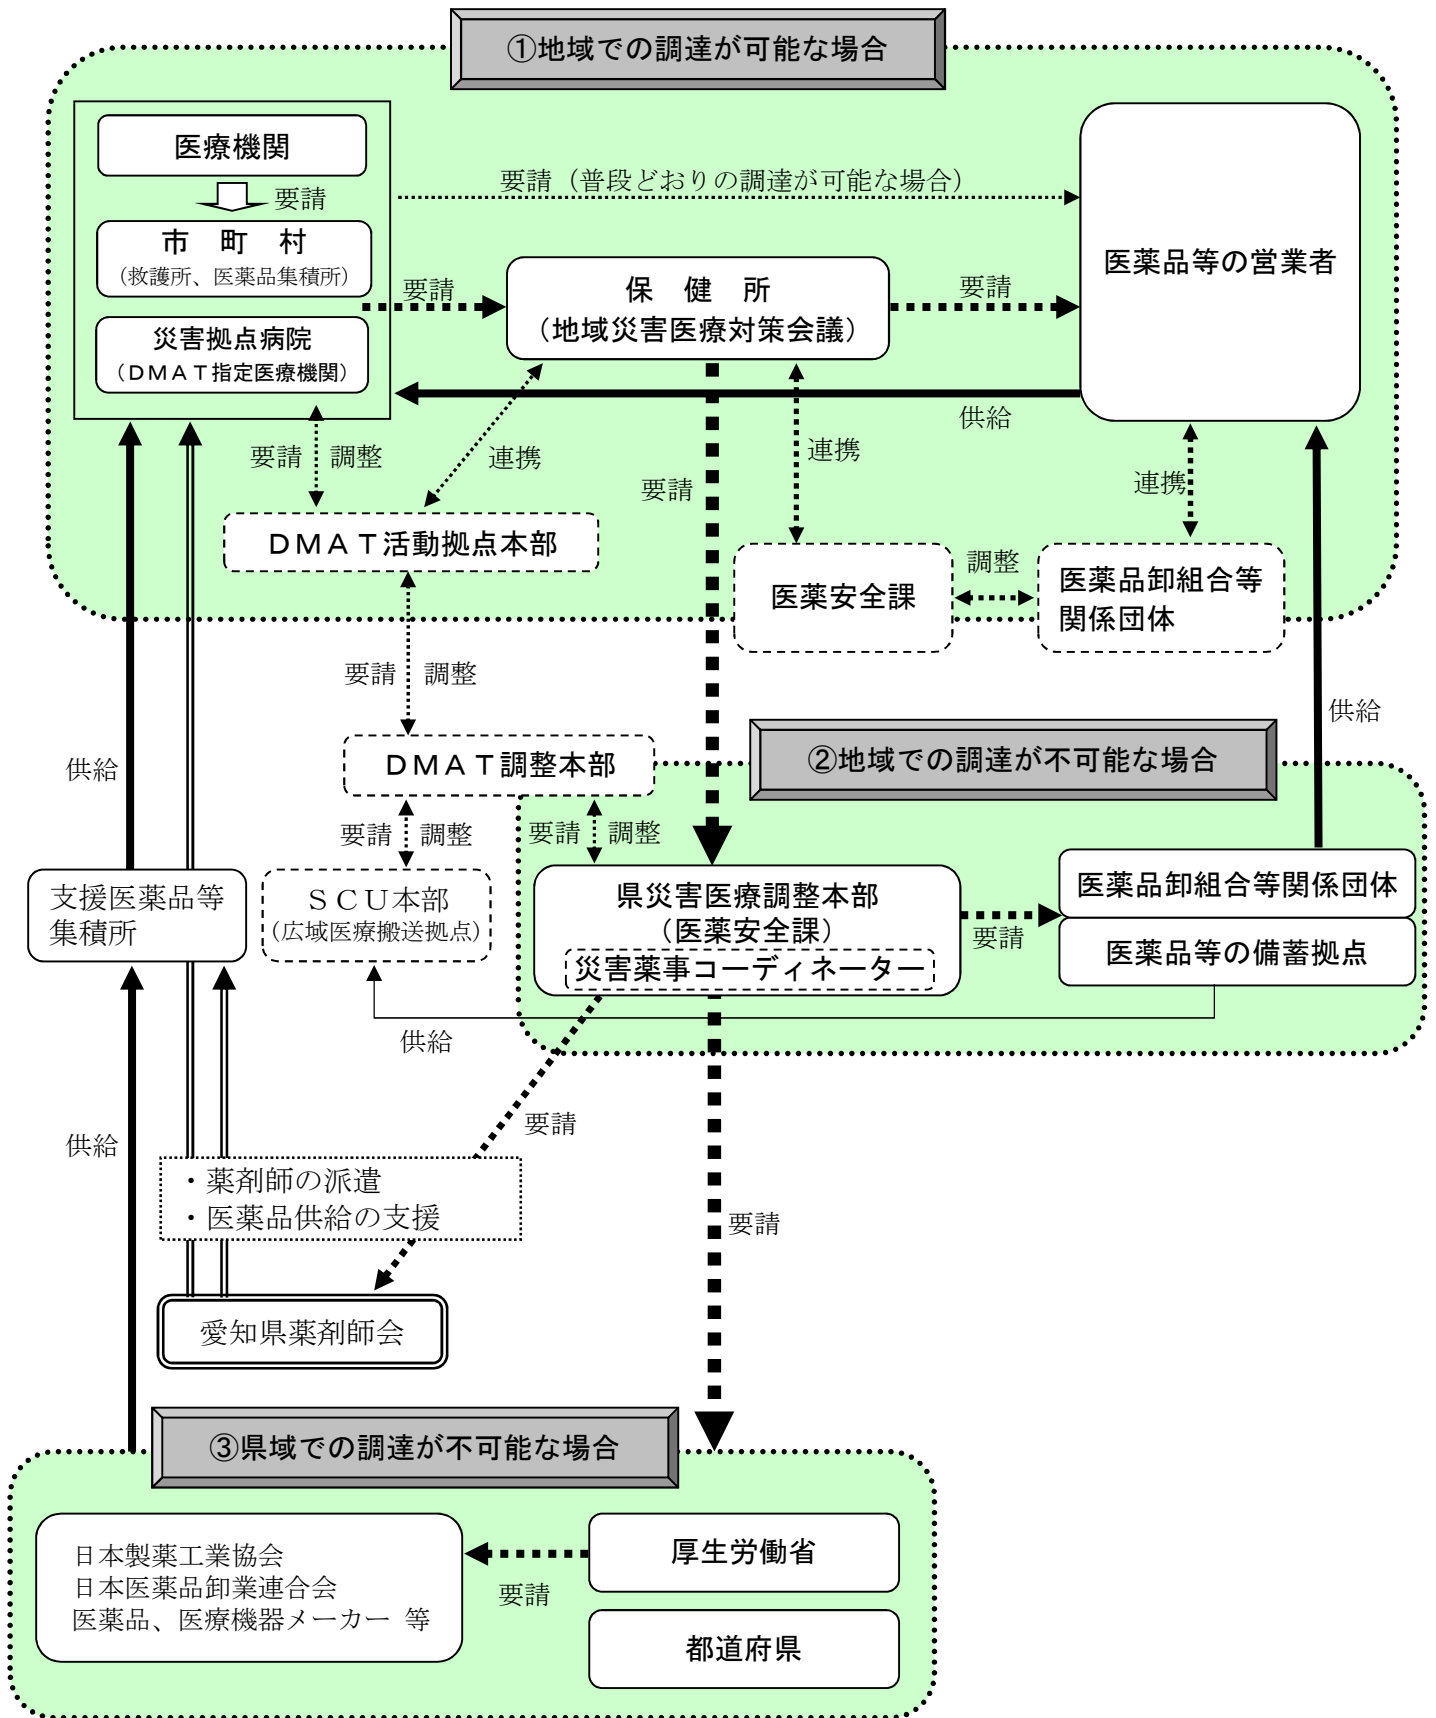 ①地域での調達が可能な場合
医療機関
要請
要請（普段どおりの調達が可能な場合）
市　町　村
（救護所、医薬品集積所）
災害拠点病院
（ＤＭＡＴ指定医療機関）
要請
保　健　所
（地域災害医療対策会議）
要請
医薬品等の営業者
供給
要請
調整
連携
要請
連携
連携
ＤＭＡＴ活動拠点本部
医薬安全課
調整
医薬品卸組合等
関係団体
要請
調整
供給
供給
ＤＭＡＴ調整本部
②地域での調達が不可能な場合
要請
調整
要請
調整
支援医薬品等
集積所
ＳＣＵ本部
（広域医療搬送拠点）
県災害医療調整本部
（医薬安全課）
災害薬事コーディネーター
要請
医薬品卸組合等関係団体
医薬品等の備蓄拠点
供給
要請
供給
・薬剤師の派遣
・医薬品供給の支援
要請
愛知県薬剤師会
③県域での調達が不可能な場合
日本製薬工業協会
日本医薬品卸業連合会
医薬品、医療機器メーカー 等
要請
厚生労働省
都道府県